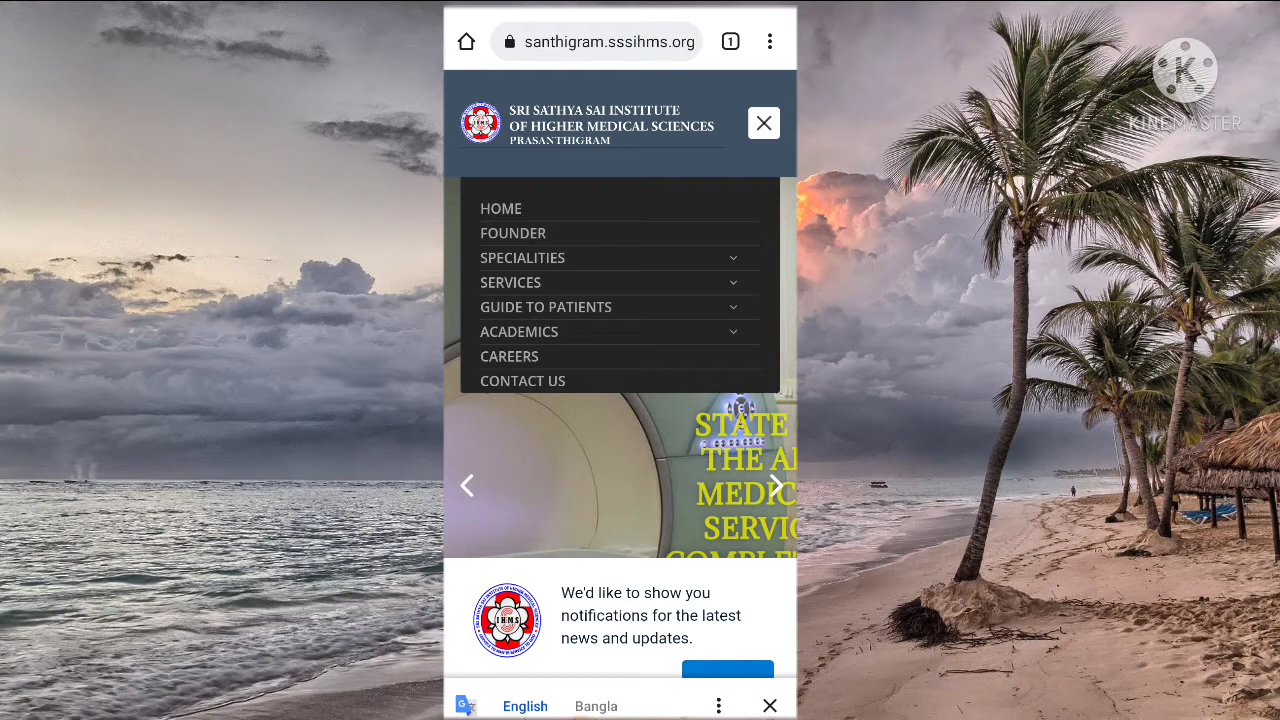 santhigram.sssihms.org
1
SRI SATHYA SAI INSTITUTE
OF HIGHER MEDICAL SCIENCES
PRASANTHIGRAM
K
KINEMASTER
HOME
FOUNDER
SPECIALITIES
SERVICES
GUIDE TO PATIENTS
ACADEMICS
CAREERS
CONTACT US
STATE
THE
MEDIC
SERVIC
IHMS
We'd like to show you
notifications for the latest
news and updates.
English Bangla